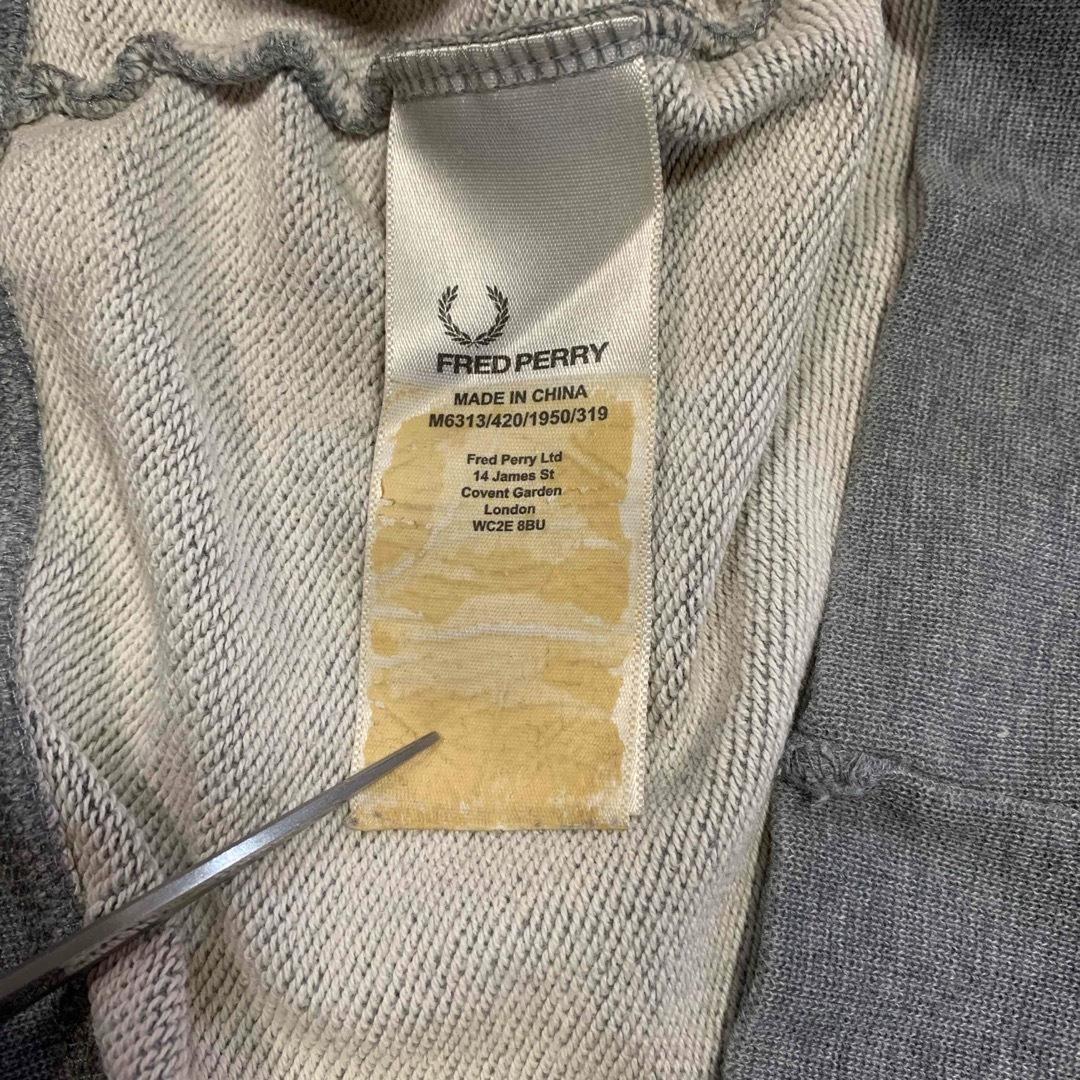 FRED PERRY
MADE IN CHINA
M6313/420/1950/319
Fred Perry Ltd
14 James St
Covent Garden
London
WC2E 8BU